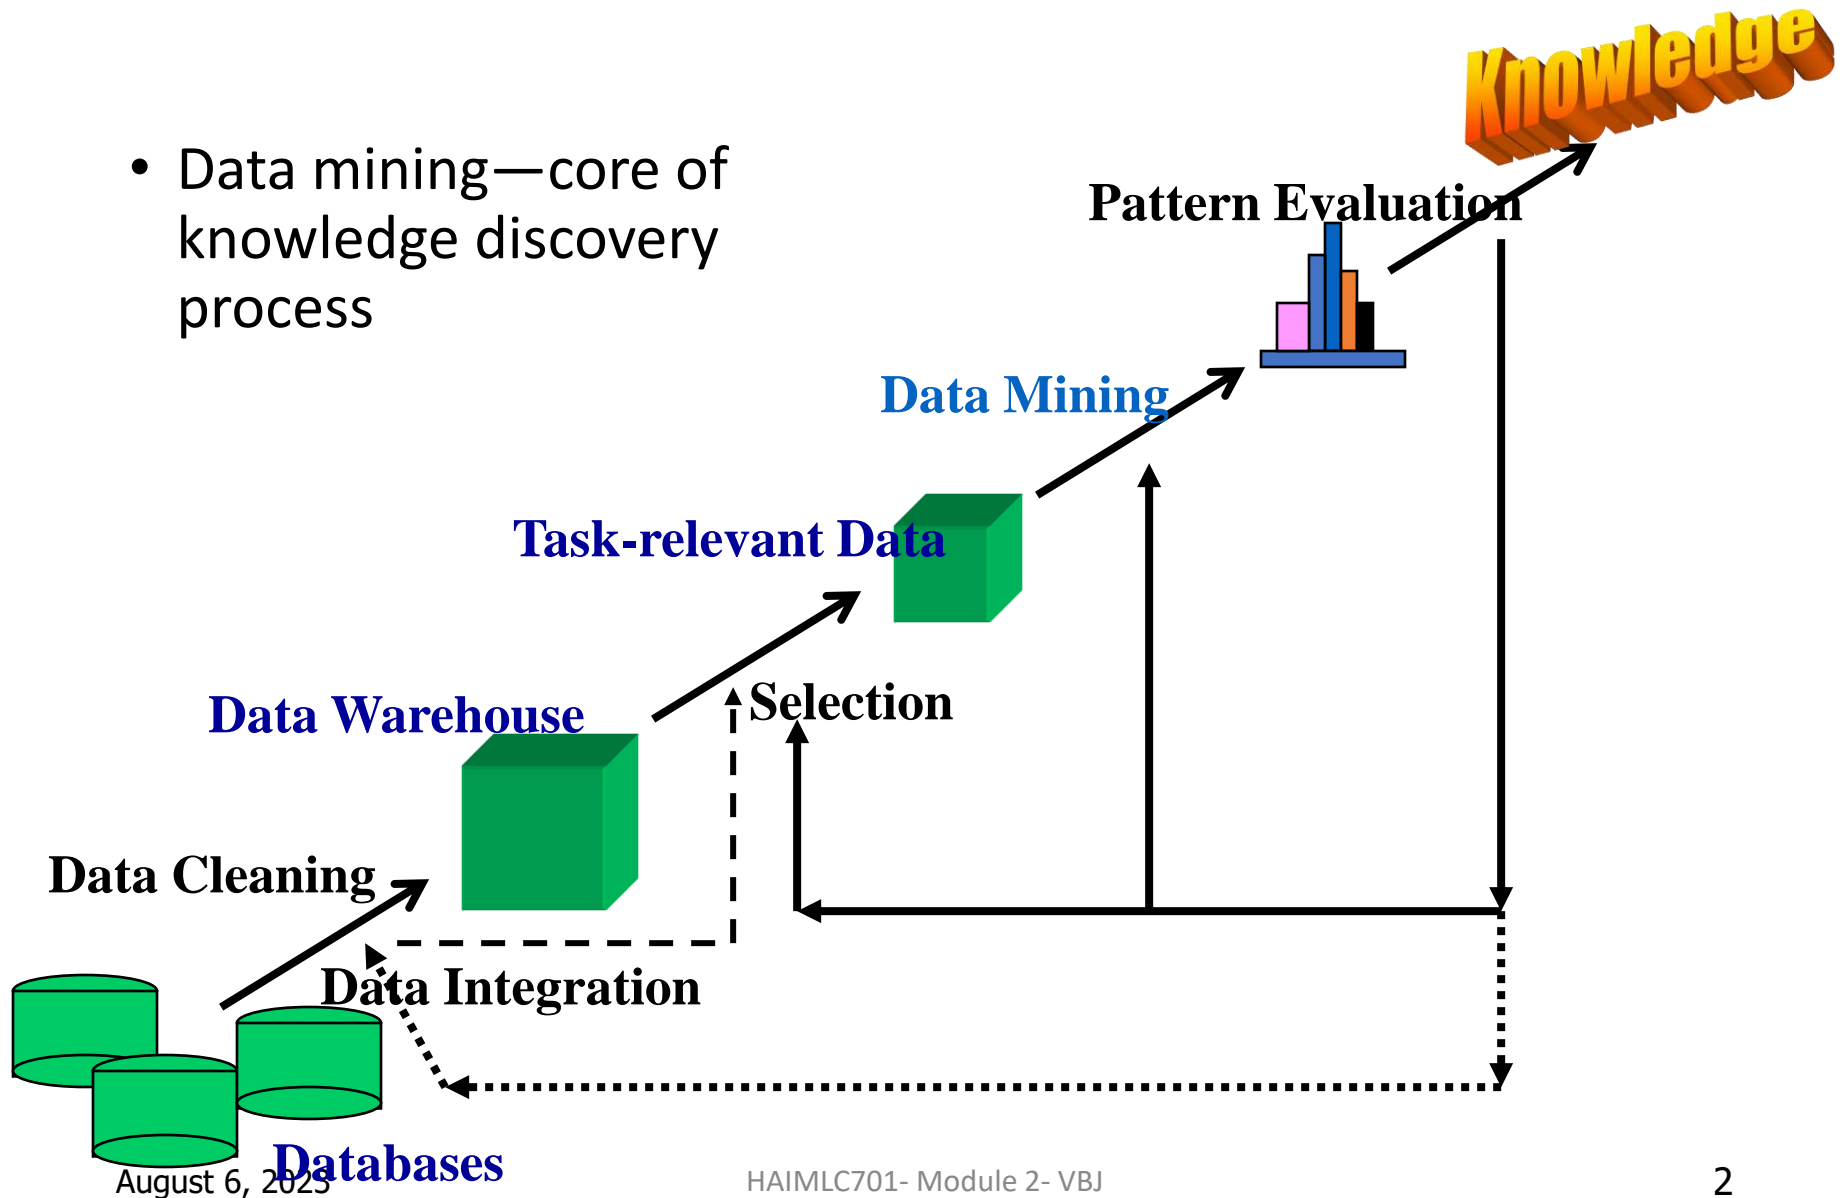 Knowledge
• Data mining—core of
knowledge discovery
process
Pattern Evaluation
Data Mining
Task-relevant Data
Selection
Data Warehouse
Data Cleaning
Data Integration
Databases
August 6, 2023
HAIMLC701- Module 2- VBJ
2